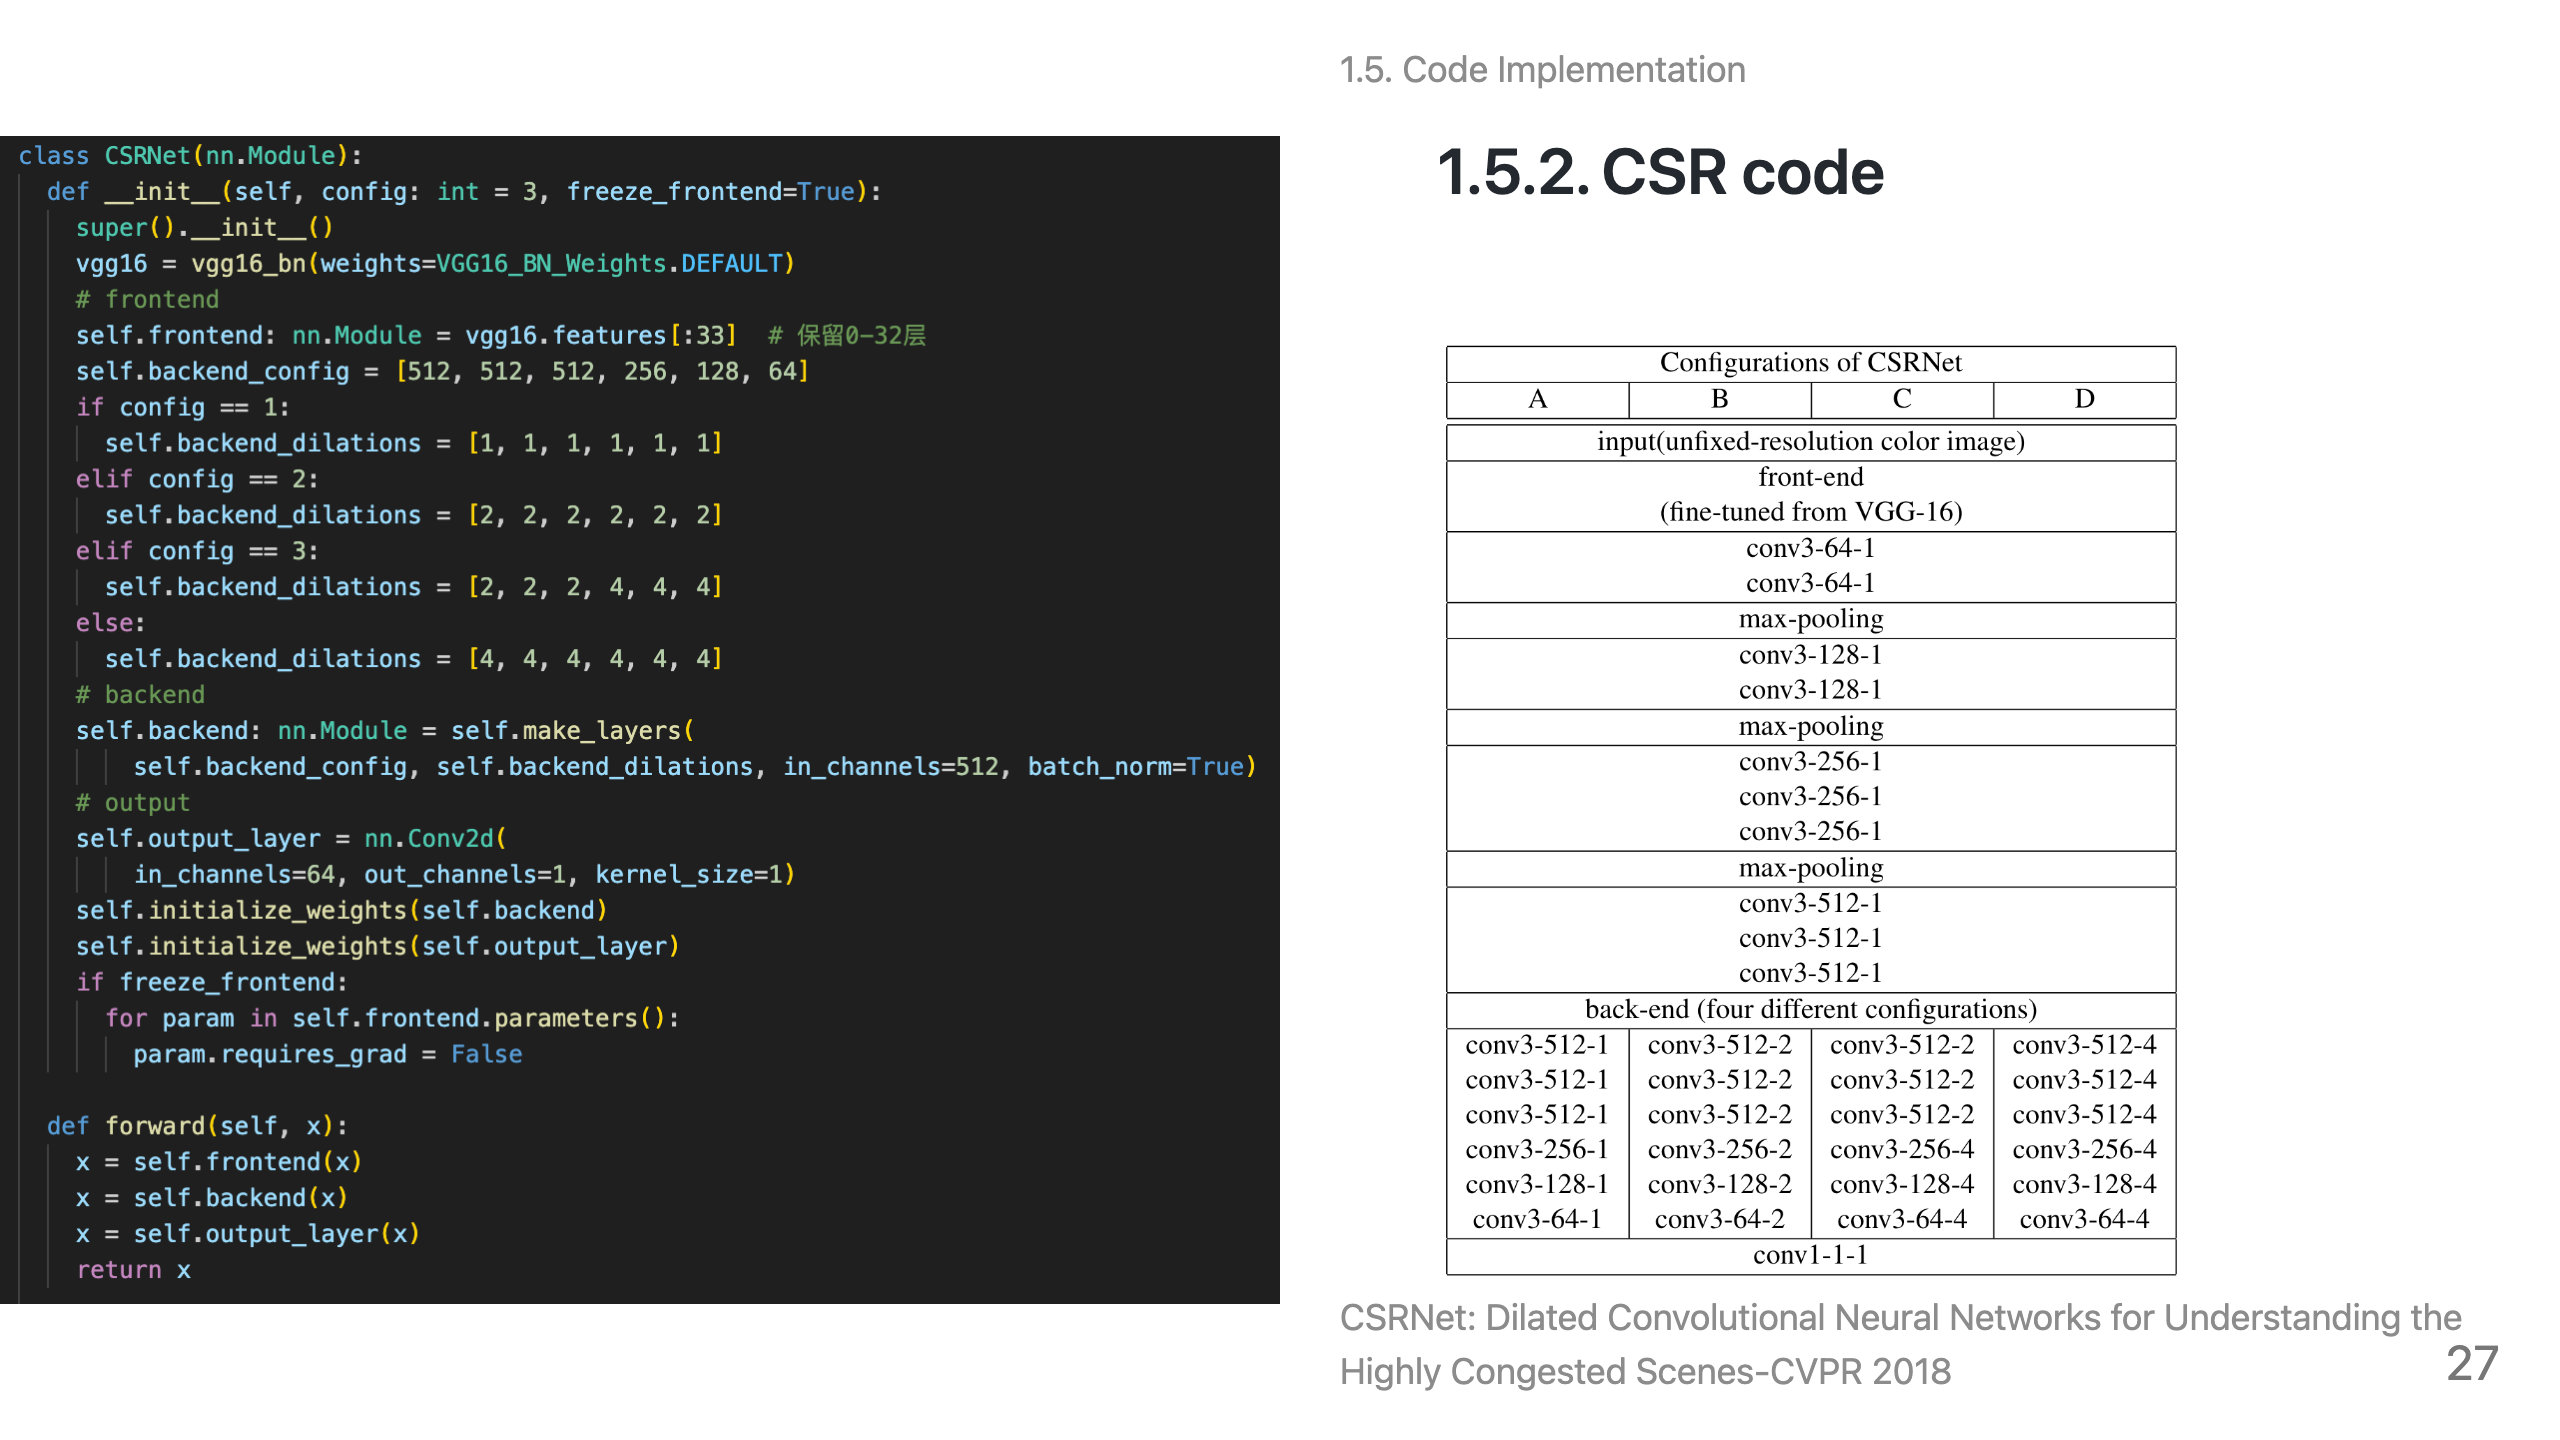 class CSRNet(nn.Module):
def __init__(self, config: int = 3, freeze_frontend=True):
super().__init__()
vgg16 = vgg16_bn(weights=VGG16_BN_Weights.DEFAULT)
# frontend
self.frontend: nn.Module = vgg16.features[:33]  # 保留0-32层
self.backend_config = [512, 512, 512, 256, 128, 64]
if config == 1:
self.backend_dilations = [1, 1, 1, 1, 1, 1]
elif config == 2:
self.backend_dilations = [2, 2, 2, 2, 2, 2]
elif config == 3:
self.backend_dilations = [2, 2, 2, 4, 4, 4]
else:
self.backend_dilations = [4, 4, 4, 4, 4, 4]
# backend
self.backend: nn.Module = self.make_layers(
self.backend_config, self.backend_dilations, in_channels=512, batch_norm=True)
# output
self.output_layer = nn.Conv2d(
in_channels=64, out_channels=1, kernel_size=1)
self.initialize_weights(self.backend)
self.initialize_weights(self.output_layer)
if freeze_frontend:
for param in self.frontend.parameters():
param.requires_grad = False
def forward(self, x):
x = self.frontend(x)
x = self.backend(x)
x = self.output_layer(x)
return x
1.5. Code Implementation
1.5.2. CSR code
Configurations of CSRNet
A B C D
input(unfixed-resolution color image)
front-end
(fine-tuned from VGG-16)
conv3-64-1
conv3-64-1
max-pooling
conv3-128-1
conv3-128-1
max-pooling
conv3-256-1
conv3-256-1
conv3-256-1
max-pooling
conv3-512-1
conv3-512-1
conv3-512-1
back-end (four different configurations)
conv3-512-1 conv3-512-2 conv3-512-2 conv3-512-4
conv3-512-1 conv3-512-2 conv3-512-2 conv3-512-4
conv3-512-1 conv3-512-2 conv3-512-2 conv3-512-4
conv3-256-1 conv3-256-2 conv3-256-4 conv3-256-4
conv3-128-1 conv3-128-2 conv3-128-4 conv3-128-4
conv3-64-1 conv3-64-2 conv3-64-4 conv3-64-4
conv1-1-1
CSRNet: Dilated Convolutional Neural Networks for Understanding the
Highly Congested Scenes-CVPR 2018
27